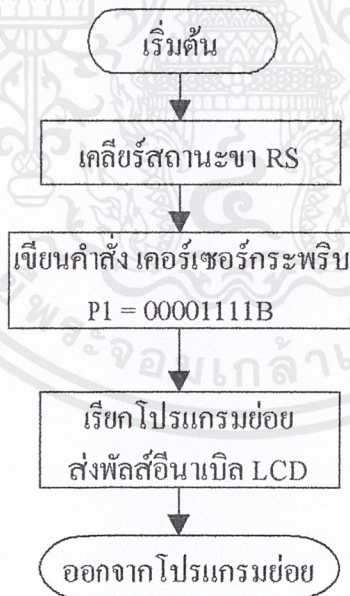 เริ่มต้น
เคลียร์สถานะขา RS
เขียนคำสั่ง เคอร์เซอร์กระพริบ
P1 = 00001111B
เรียกโปรแกรมย่อย
ส่งพัลส์อีนาเบิล LCD
ออกจากโปรแกรมย่อย